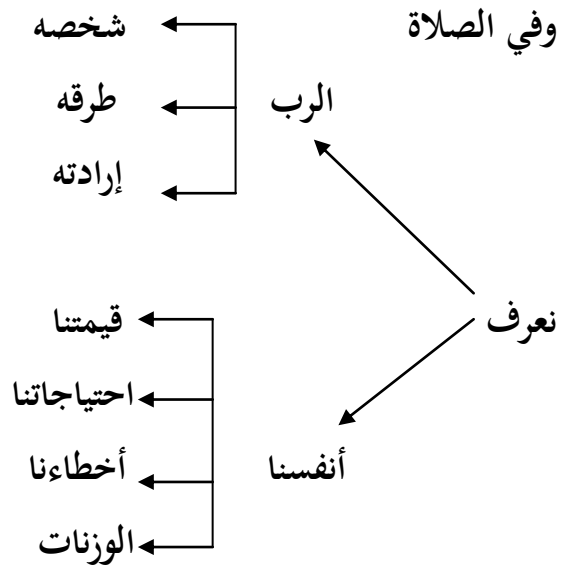 وفي الصلاة
نعرف
الرب
شخصه
طرقه
إرادته
أنفسنا
قيمتنا
احتياجاتنا
أخطاءنا
الوزنات